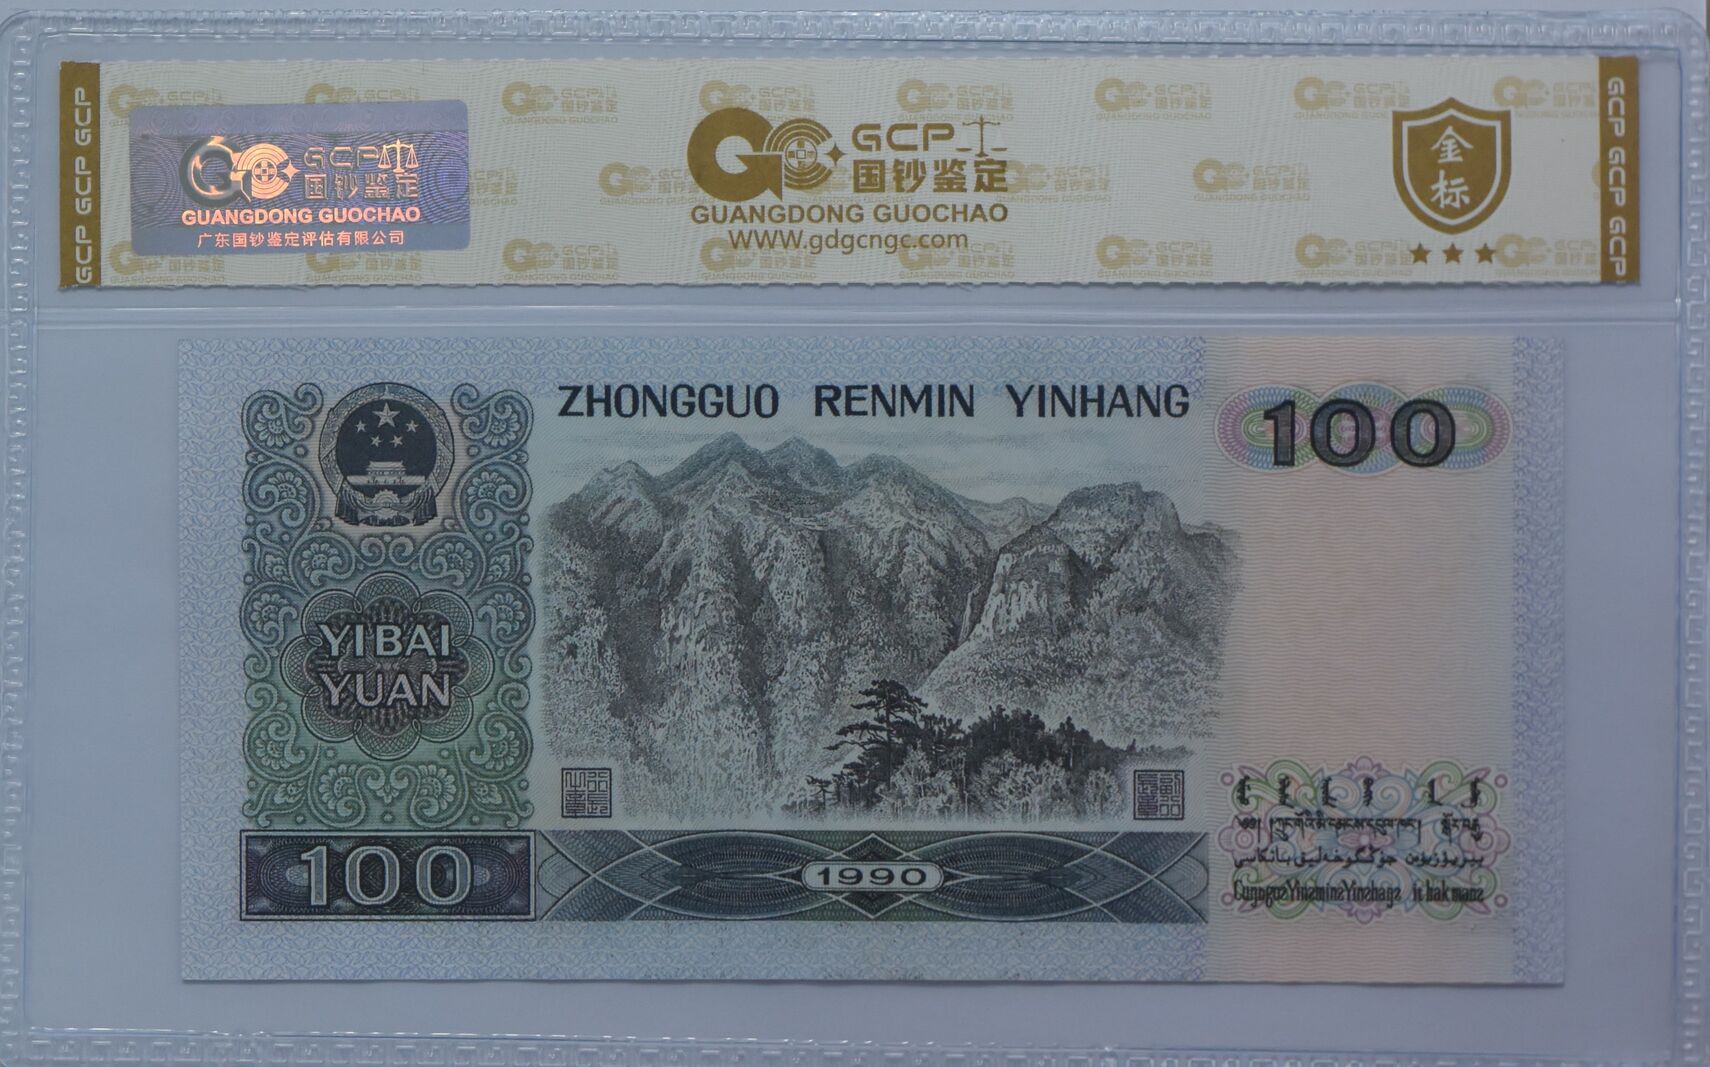 GCP GCP GCP
GCP
国钞鉴定
GUANGDONG GUOCHAO
广东国钞鉴定评估有限公司
GCP
国钞鉴定
GUANGDONG GUOCHAO
WWW.gdgcngc.com
金
标
GCP GCP GCP GCP
ZHONGGUO RENMIN YINHANG
100
YIBAI
YUAN
100
1990